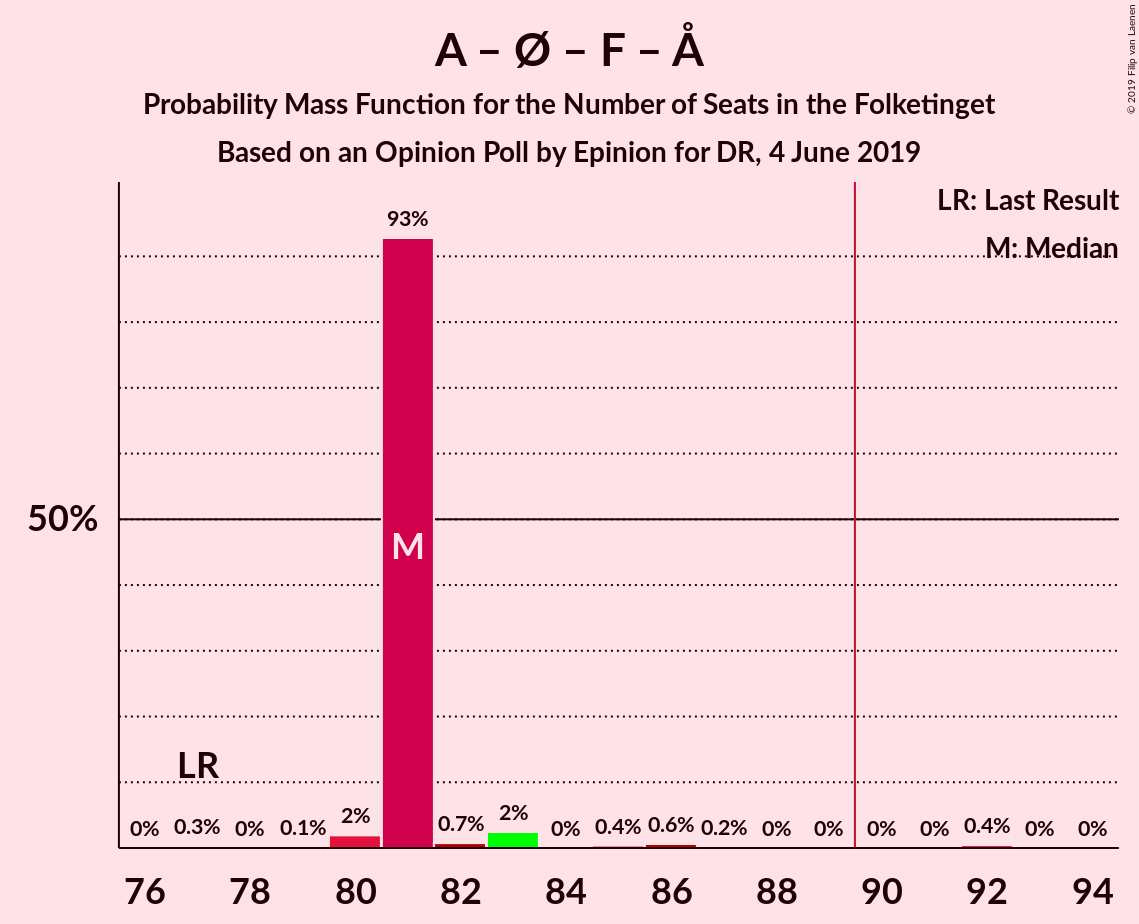 A – Ø – F – Å
Probability Mass Function for the Number of Seats in the Folketinget
Based on an Opinion Poll by Epinion for DR, 4 June 2019
© 2019 Filip van Laenen
LR: Last Result
M: Median
93%
50%
M
LR
0% 0.3% 0% 0.1% 2% 0.7% 2% 0% 0.4% 0.6% 0.2% 0% 0% 0% 0% 0.4% 0% 0%
76 78 80 82 84 86 88 90 92 94